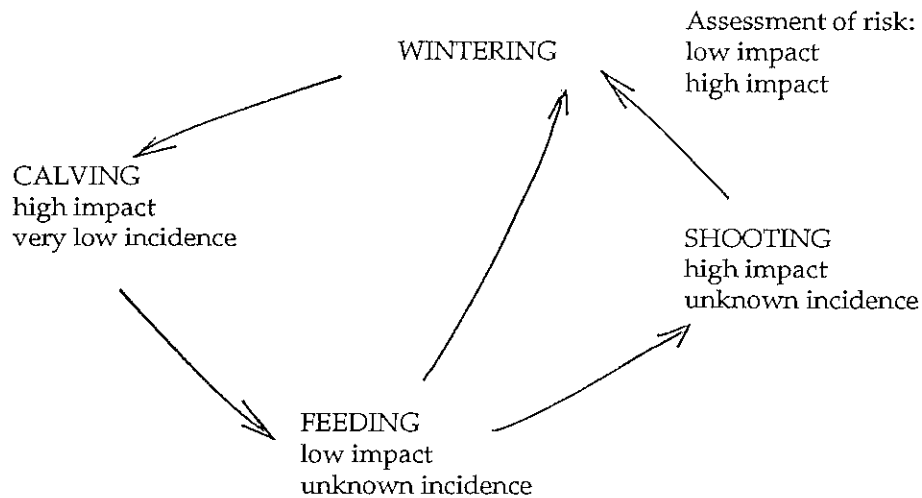 WINTERING
Assessment of risk:
low impact
high impact
CALVING
high impact
very low incidence
SHOOTING
high impact
unknown incidence
FEEDING
low impact
unknown incidence